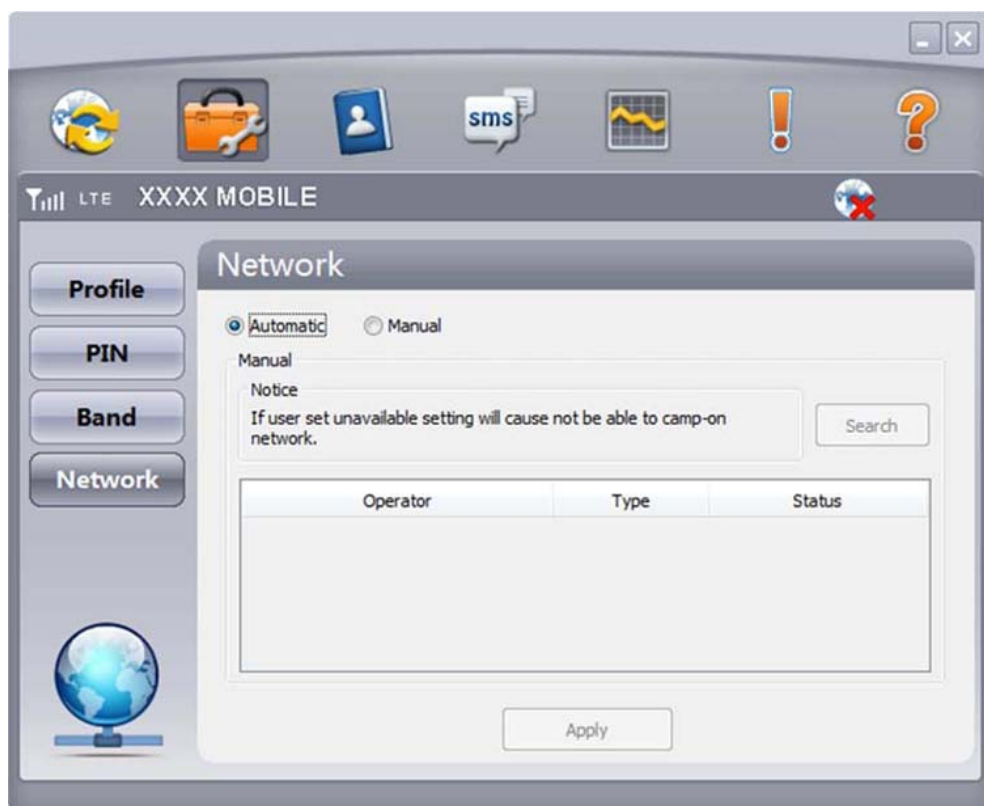 sms
LTE XXXX MOBILE
Network
Profile
PIN
Band
Network
Automatic Manual
Manual
Notice
If user set unavailable setting will cause not be able to camp-on
network.
Search
Operator Type Status
Apply